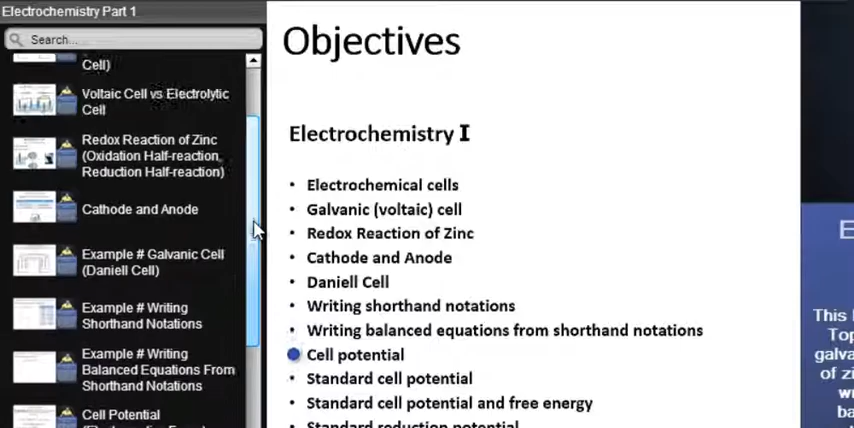 Electrochemistry Part 1
Search...
Cell)
Voltaic Cell vs Electrolytic
Cell
Redox Reaction of Zinc
(Oxidation Half-reaction,
Reduction Half-reaction)
Cathode and Anode
Example # Galvanic Cell
(Daniell Cell)
Example # Writing
Shorthand Notations
Example # Writing
Balanced Equations From
Shorthand Notations
Cell Potential
Objectives
Electrochemistry I
• Electrochemical cells
• Galvanic (voltaic) cell
• Redox Reaction of Zinc
• Cathode and Anode
• Daniell Cell
• Writing shorthand notations
• Writing balanced equations from shorthand notations
Cell potential
• Standard cell potential
• Standard cell potential and free energy
• Standard reduction potential
E
This
Top
galva
of zi
w
ba